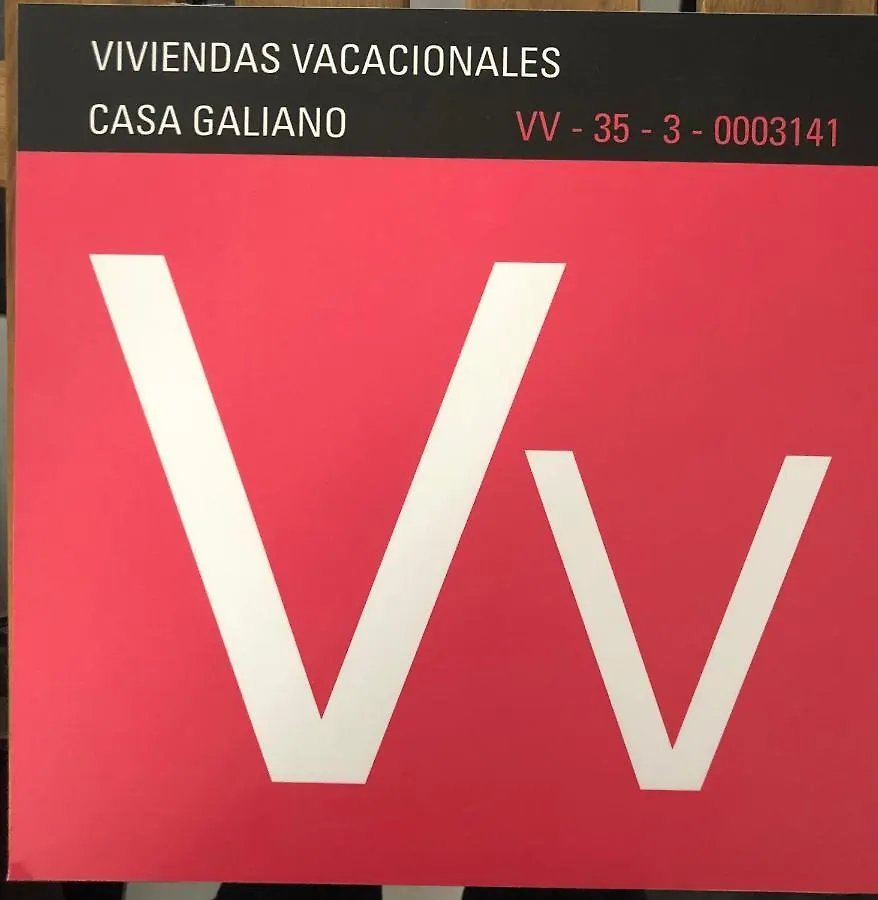 VIVIENDAS VACACIONALES
CASA GALIANO VV - 35 - 3 - 0003141
Vv